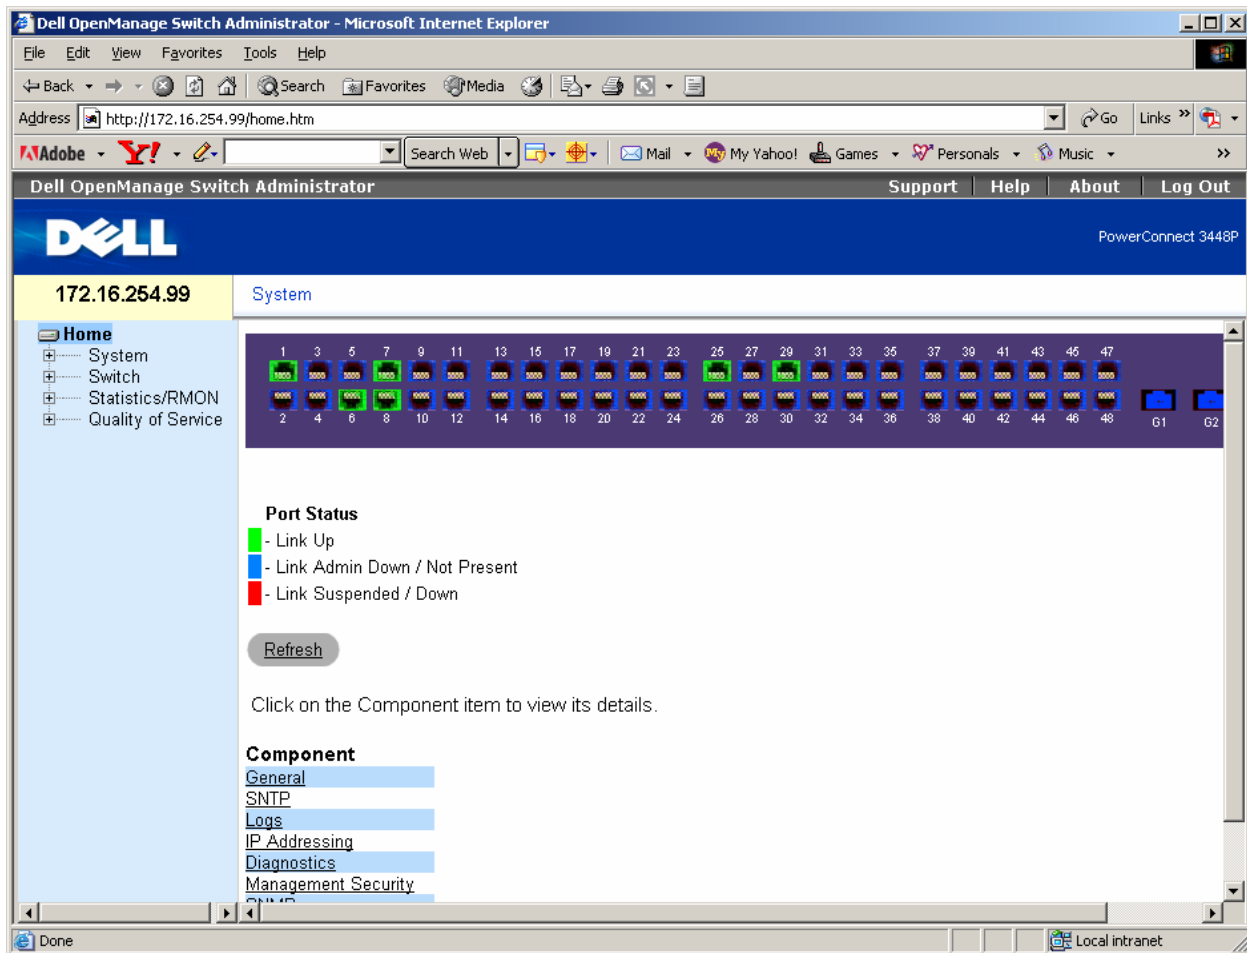 Dell OpenManage Switch Administrator - Microsoft Internet Explorer
File Edit View Favorites Tools Help
Back Search Favorites Media
Address http://172.16.254.99/home.htm Go Links »
Adobe Y! Search Web Mail My Yahoo! Games Personals Music »
Dell OpenManage Switch Administrator Support Help About Log Out
DELL
PowerConnect 3448P
172.16.254.99 System
Home
System
Switch
Statistics/RMON
Quality of Service
1 3 5 7 9 11 13 15 17 19 21 23 25 27 29 31 33 35 37 39 41 43 45 47
2 4 6 8 10 12 14 16 18 20 22 24 26 28 30 32 34 36 38 40 42 44 46 48 G1 G2
Port Status
- Link Up
- Link Admin Down / Not Present
- Link Suspended / Down
Refresh
Click on the Component item to view its details.
Component
General
SNTP
Logs
IP Addressing
Diagnostics
Management Security
Done Local intranet